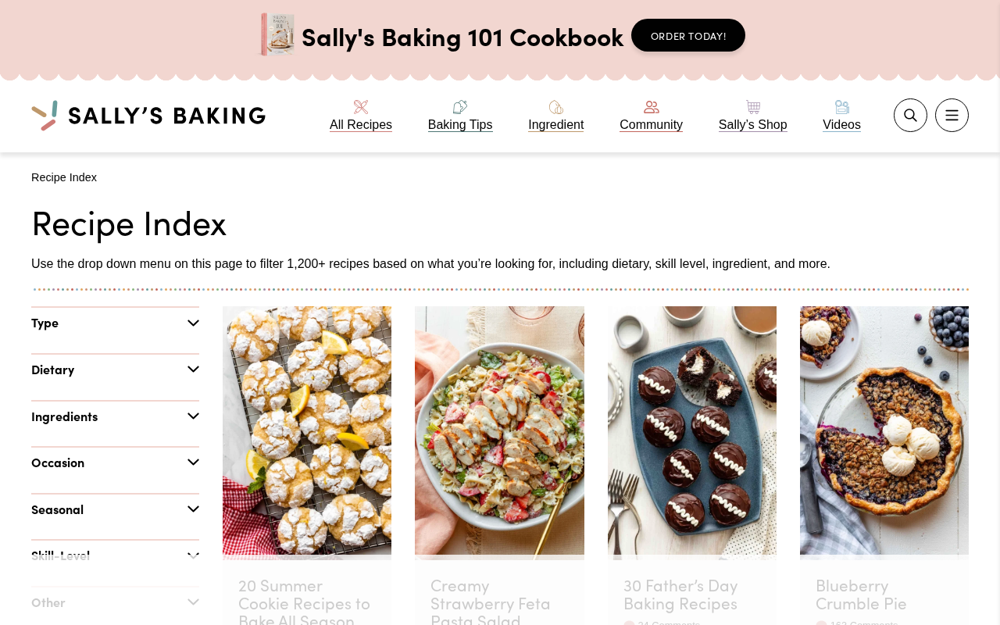 Sally's Baking 101 Cookbook
ORDER TODAY!
SALLY'S BAKING
All Recipes
Baking Tips
Ingredient
Community
Sally's Shop
Videos
Recipe Index
Recipe Index
Use the drop down menu on this page to filter 1,200+ recipes based on what you're looking for, including dietary, skill level, ingredient, and more.
Type
Dietary
Ingredients
Occasion
Seasonal
Skill-Level
Other
20 Summer
Cookie Recipes to
Bake All Season
Creamy
Strawberry Feta
Pasta Salad
30 Father's Day
Baking Recipes
24 Comments
Blueberry
Crumble Pie
163 Comments